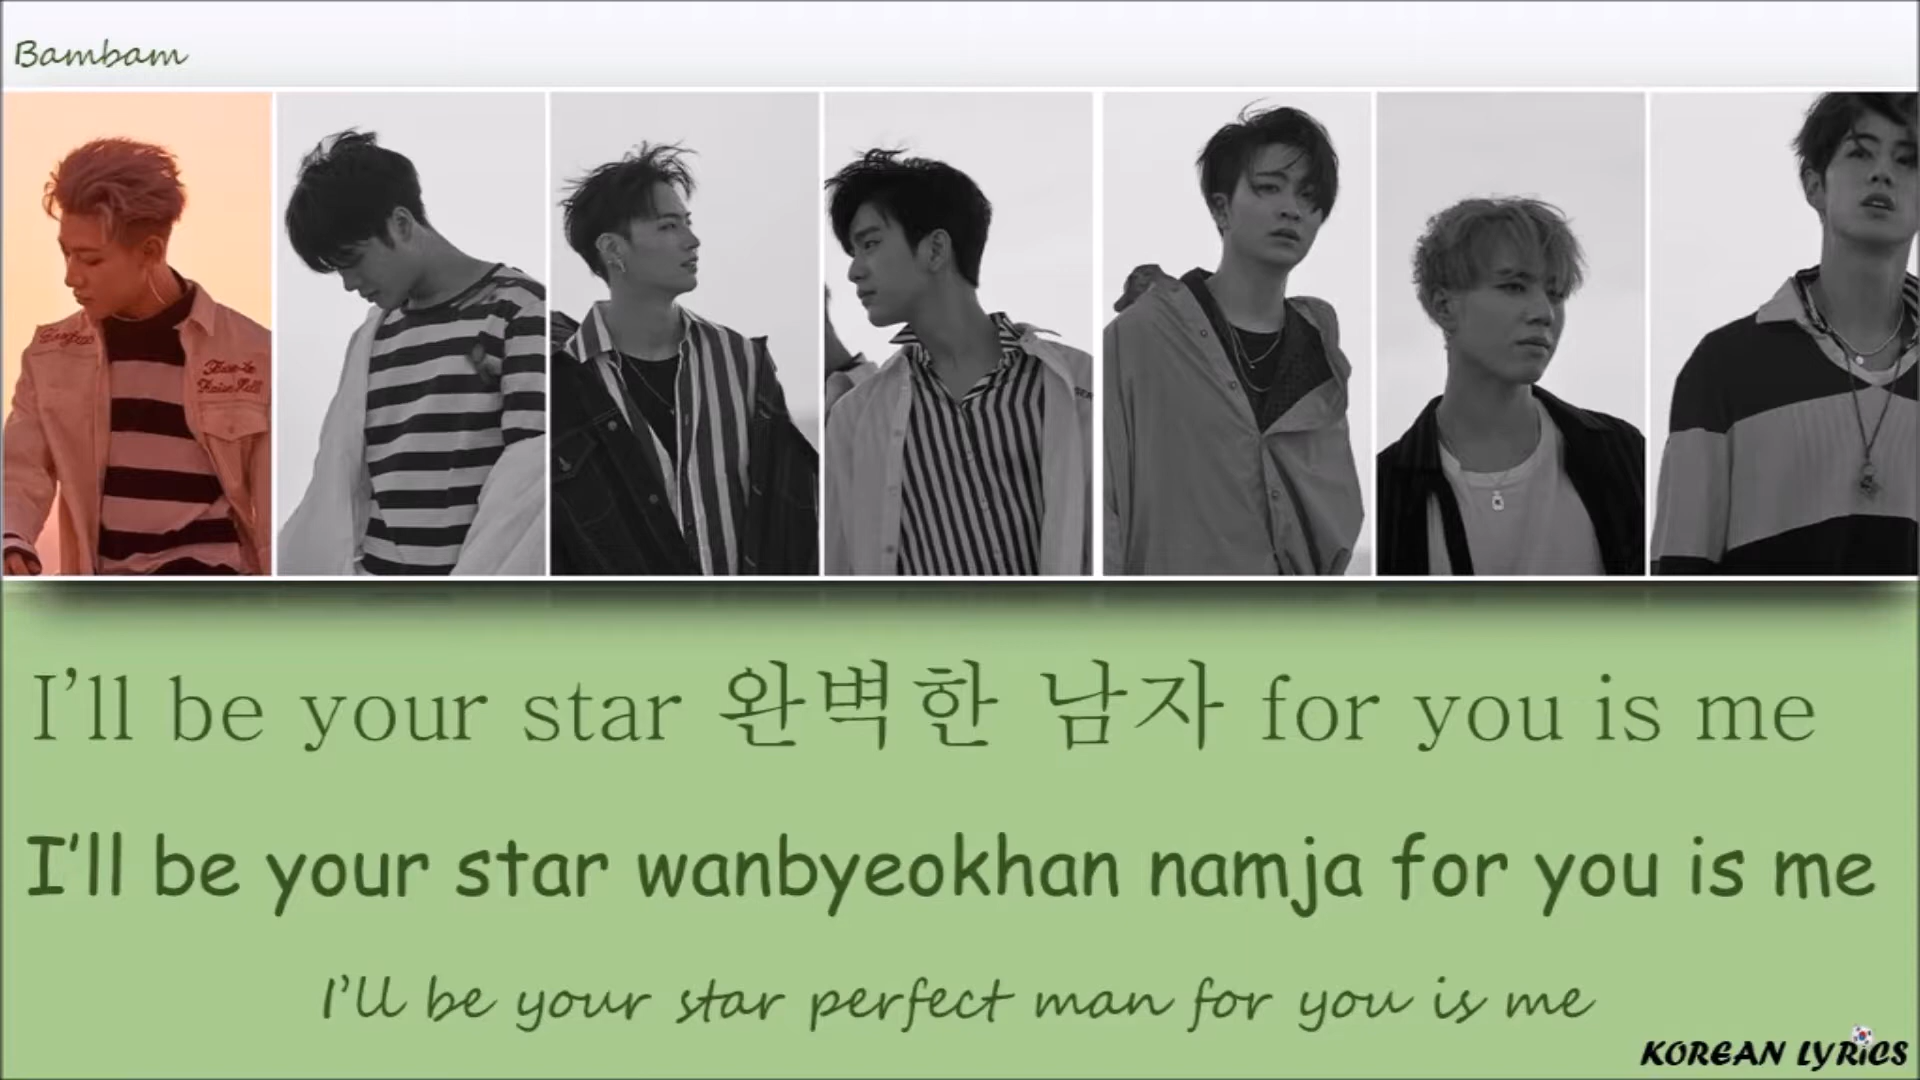 Bambam
I'll be your star 완벽한 남자 for you is me
I'll be your star wanbyeokhan namja for you is me
I'll be your star perfect man for you is me
KOREAN LYRICS